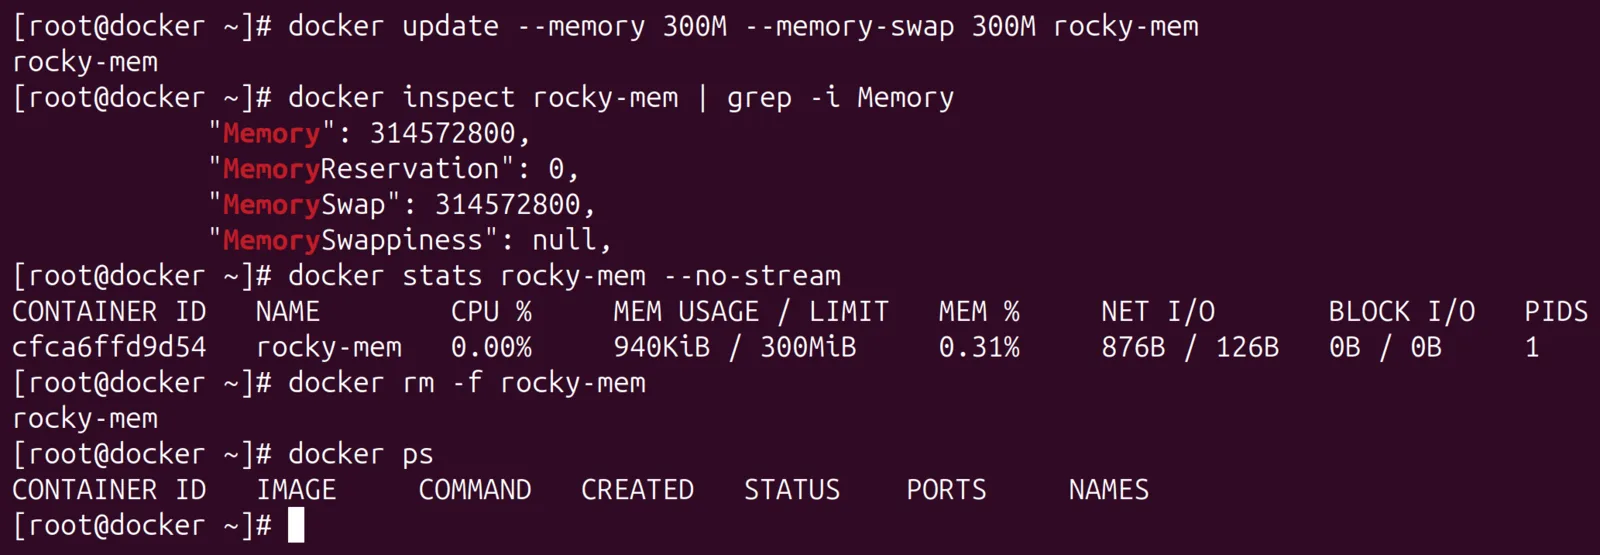 [root@docker ~]# docker update --memory 300M --memory-swap 300M rocky-mem
rocky-mem
[root@docker ~]# docker inspect rocky-mem | grep -i Memory
            "Memory": 314572800,
            "MemoryReservation": 0,
            "MemorySwap": 314572800,
            "MemorySwappiness": null,
[root@docker ~]# docker stats rocky-mem --no-stream
CONTAINER ID   NAME        CPU %     MEM USAGE / LIMIT   MEM %     NET I/O       BLOCK I/O   PIDS
cfca6ffd9d54   rocky-mem   0.00%     940KiB / 300MiB     0.31%     876B / 126B   0B / 0B     1
[root@docker ~]# docker rm -f rocky-mem
rocky-mem
[root@docker ~]# docker ps
CONTAINER ID   IMAGE     COMMAND   CREATED   STATUS    PORTS     NAMES
[root@docker ~]#